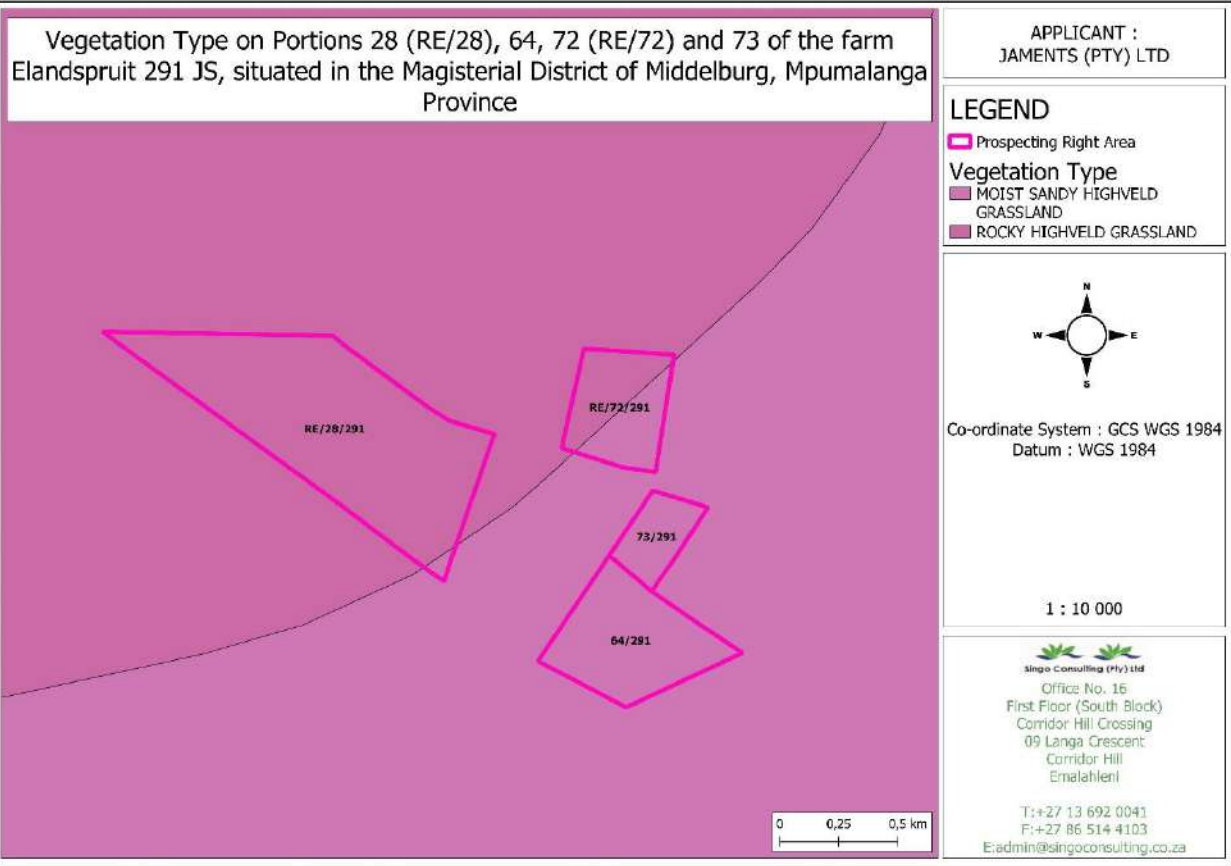 Vegetation Type on Portions 28 (RE/28), 64, 72 (RE/72) and 73 of the farm
Elandspruit 291 JS, situated in the Magisterial District of Middelburg, Mpumalanga
Province
RE/28/291
RE/72/291
73/291
64/291
0 0,25 0,5 km
APPLICANT :
JAMENTS (PTY) LTD
LEGEND
Prospecting Right Area
Vegetation Type
MOIST SANDY HIGHVELD
GRASSLAND
ROCKY HIGHVELD GRASSLAND
N
W E
S
Co-ordinate System : GCS WGS 1984
Datum : WGS 1984
1 : 10 000
Singo Consulting (Pty) Ltd
Office No. 16
First Floor (South Block)
Corridor Hill Crossing
09 Langa Crescent
Corridor Hill
Emalahleni
T:+27 13 692 0041
F:+27 86 514 4103
E:admin@singoconsulting.co.za